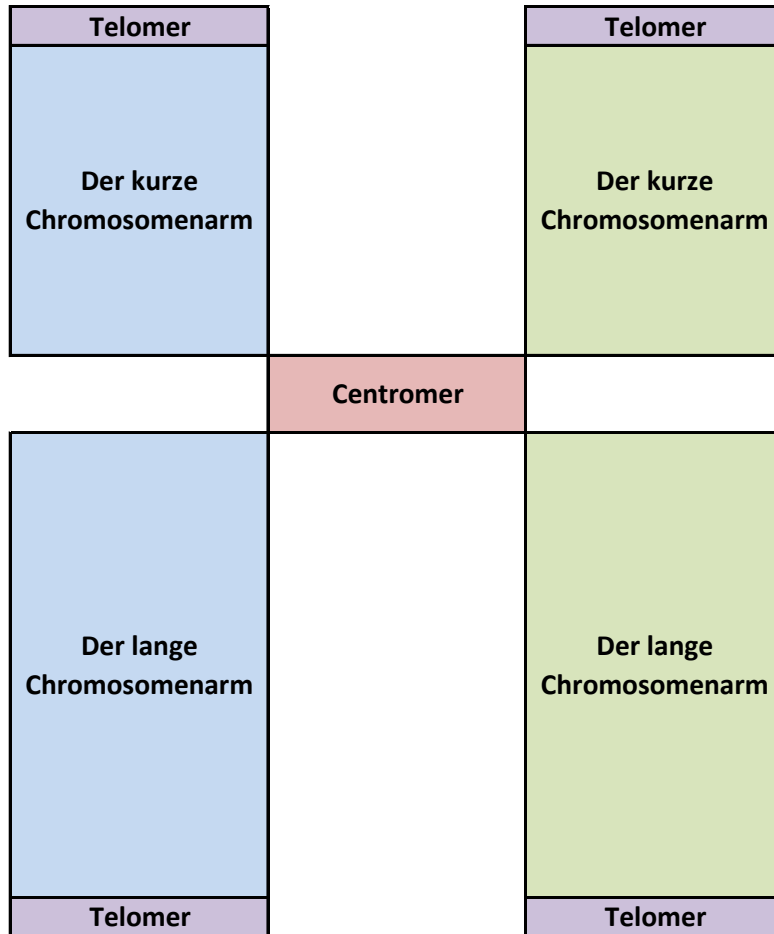 Telomer
Telomer
Der kurze
Chromosomenarm
Der kurze
Chromosomenarm
Centromer
Der lange
Chromosomenarm
Der lange
Chromosomenarm
Telomer
Telomer